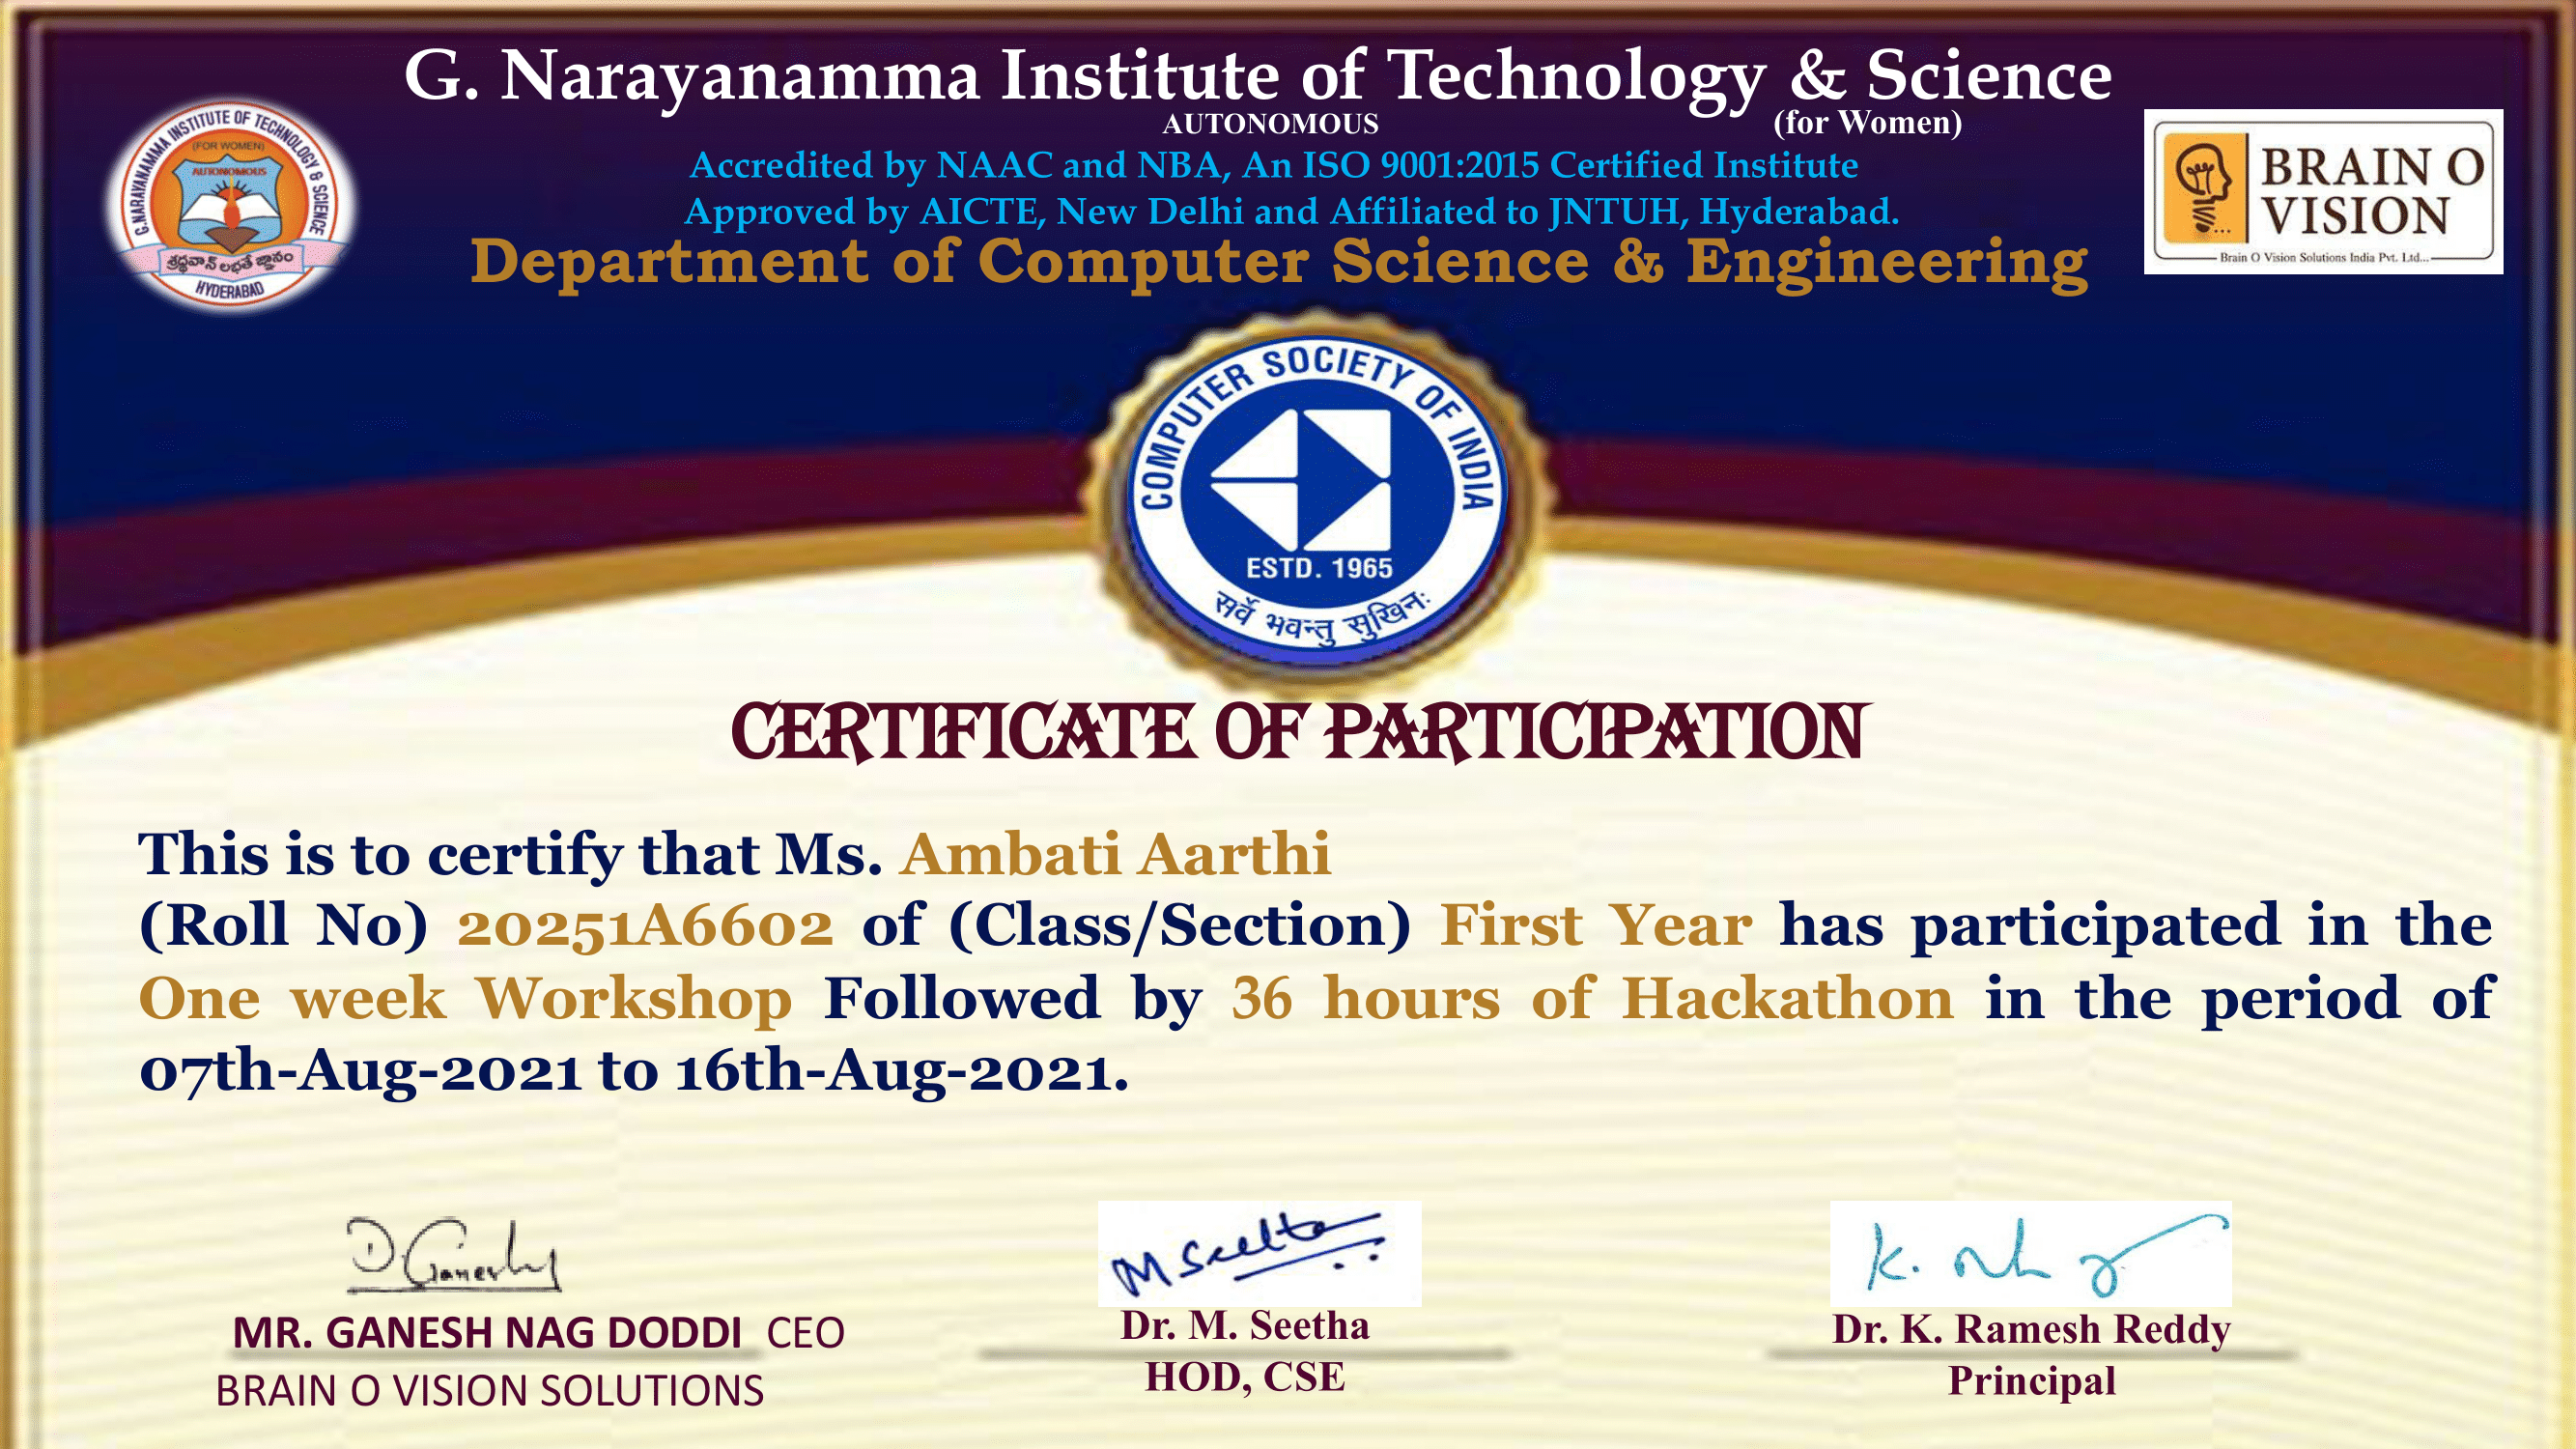 G. Narayanamma Institute of Technology & Science
AUTONOMOUS (for Women)
Accredited by NAAC and NBA, An ISO 9001:2015 Certified Institute
Approved by AICTE, New Delhi and Affiliated to JNTUH, Hyderabad.
Department of Computer Science & Engineering
G.NARAYANAMMA INSTITUTE OF TECHNOLOGY & SCIENCE
(FOR WOMEN)
AUTONOMOUS
శ్రద్ధవాన్ లభతే జ్ఞానం
HYDERABAD
BRAIN O
VISION
Brain O Vision Solutions India Pvt. Ltd...
COMPUTER SOCIETY OF INDIA
ESTD. 1965
सर्वे भवन्तु सुखिनः
CERTIFICATE OF PARTICIPATION
This is to certify that Ms. Ambati Aarthi
(Roll No) 20251A6602 of (Class/Section) First Year has participated in the
One week Workshop Followed by 36 hours of Hackathon in the period of
07th-Aug-2021 to 16th-Aug-2021.
D. Ganesh
M Seetha
MR. GANESH NAG DODDI CEO
BRAIN O VISION SOLUTIONS
Dr. M. Seetha
HOD, CSE
Dr. K. Ramesh Reddy
Principal